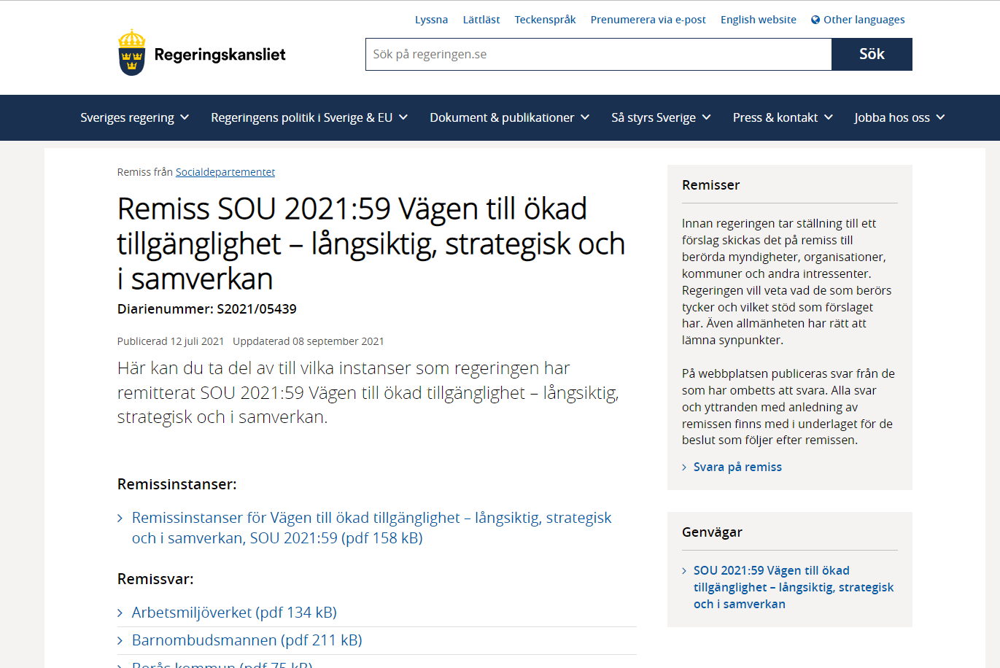 Lyssna Lättläst Teckenspråk Prenumerera via e-post English website Other languages
Regeringskansliet
Sök på regeringen.se
Sök
Sveriges regering Regeringens politik i Sverige & EU Dokument & publikationer Så styrs Sverige Press & kontakt Jobba hos oss
Remiss från Socialdepartementet
Remiss SOU 2021:59 Vägen till ökad
tillgänglighet – långsiktig, strategisk och
i samverkan
Diarienummer: S2021/05439
Publicerad 12 juli 2021 Uppdaterad 08 september 2021
Här kan du ta del av till vilka instanser som regeringen har
remitterat SOU 2021:59 Vägen till ökad tillgänglighet – långsiktig,
strategisk och i samverkan.
Remissinstanser:
Remissinstanser för Vägen till ökad tillgänglighet – långsiktig, strategisk
och i samverkan, SOU 2021:59 (pdf 158 kB)
Remissvar:
Arbetsmiljöverket (pdf 134 kB)
Barnombudsmannen (pdf 211 kB)
Borås kommun (pdf 75 kB)
Remisser
Innan regeringen tar ställning till ett
förslag skickas det på remiss till
berörda myndigheter, organisationer,
kommuner och andra intressenter.
Regeringen vill veta vad de som berörs
tycker och vilket stöd som förslaget
har. Även allmänheten har rätt att
lämna synpunkter.
På webbplatsen publiceras svar från de
som har ombetts att svara. Alla svar
och yttranden med anledning av
remissen finns med i underlaget för de
beslut som följer efter remissen.
Svara på remiss
Genvägar
SOU 2021:59 Vägen till ökad
tillgänglighet – långsiktig, strategisk
och i samverkan